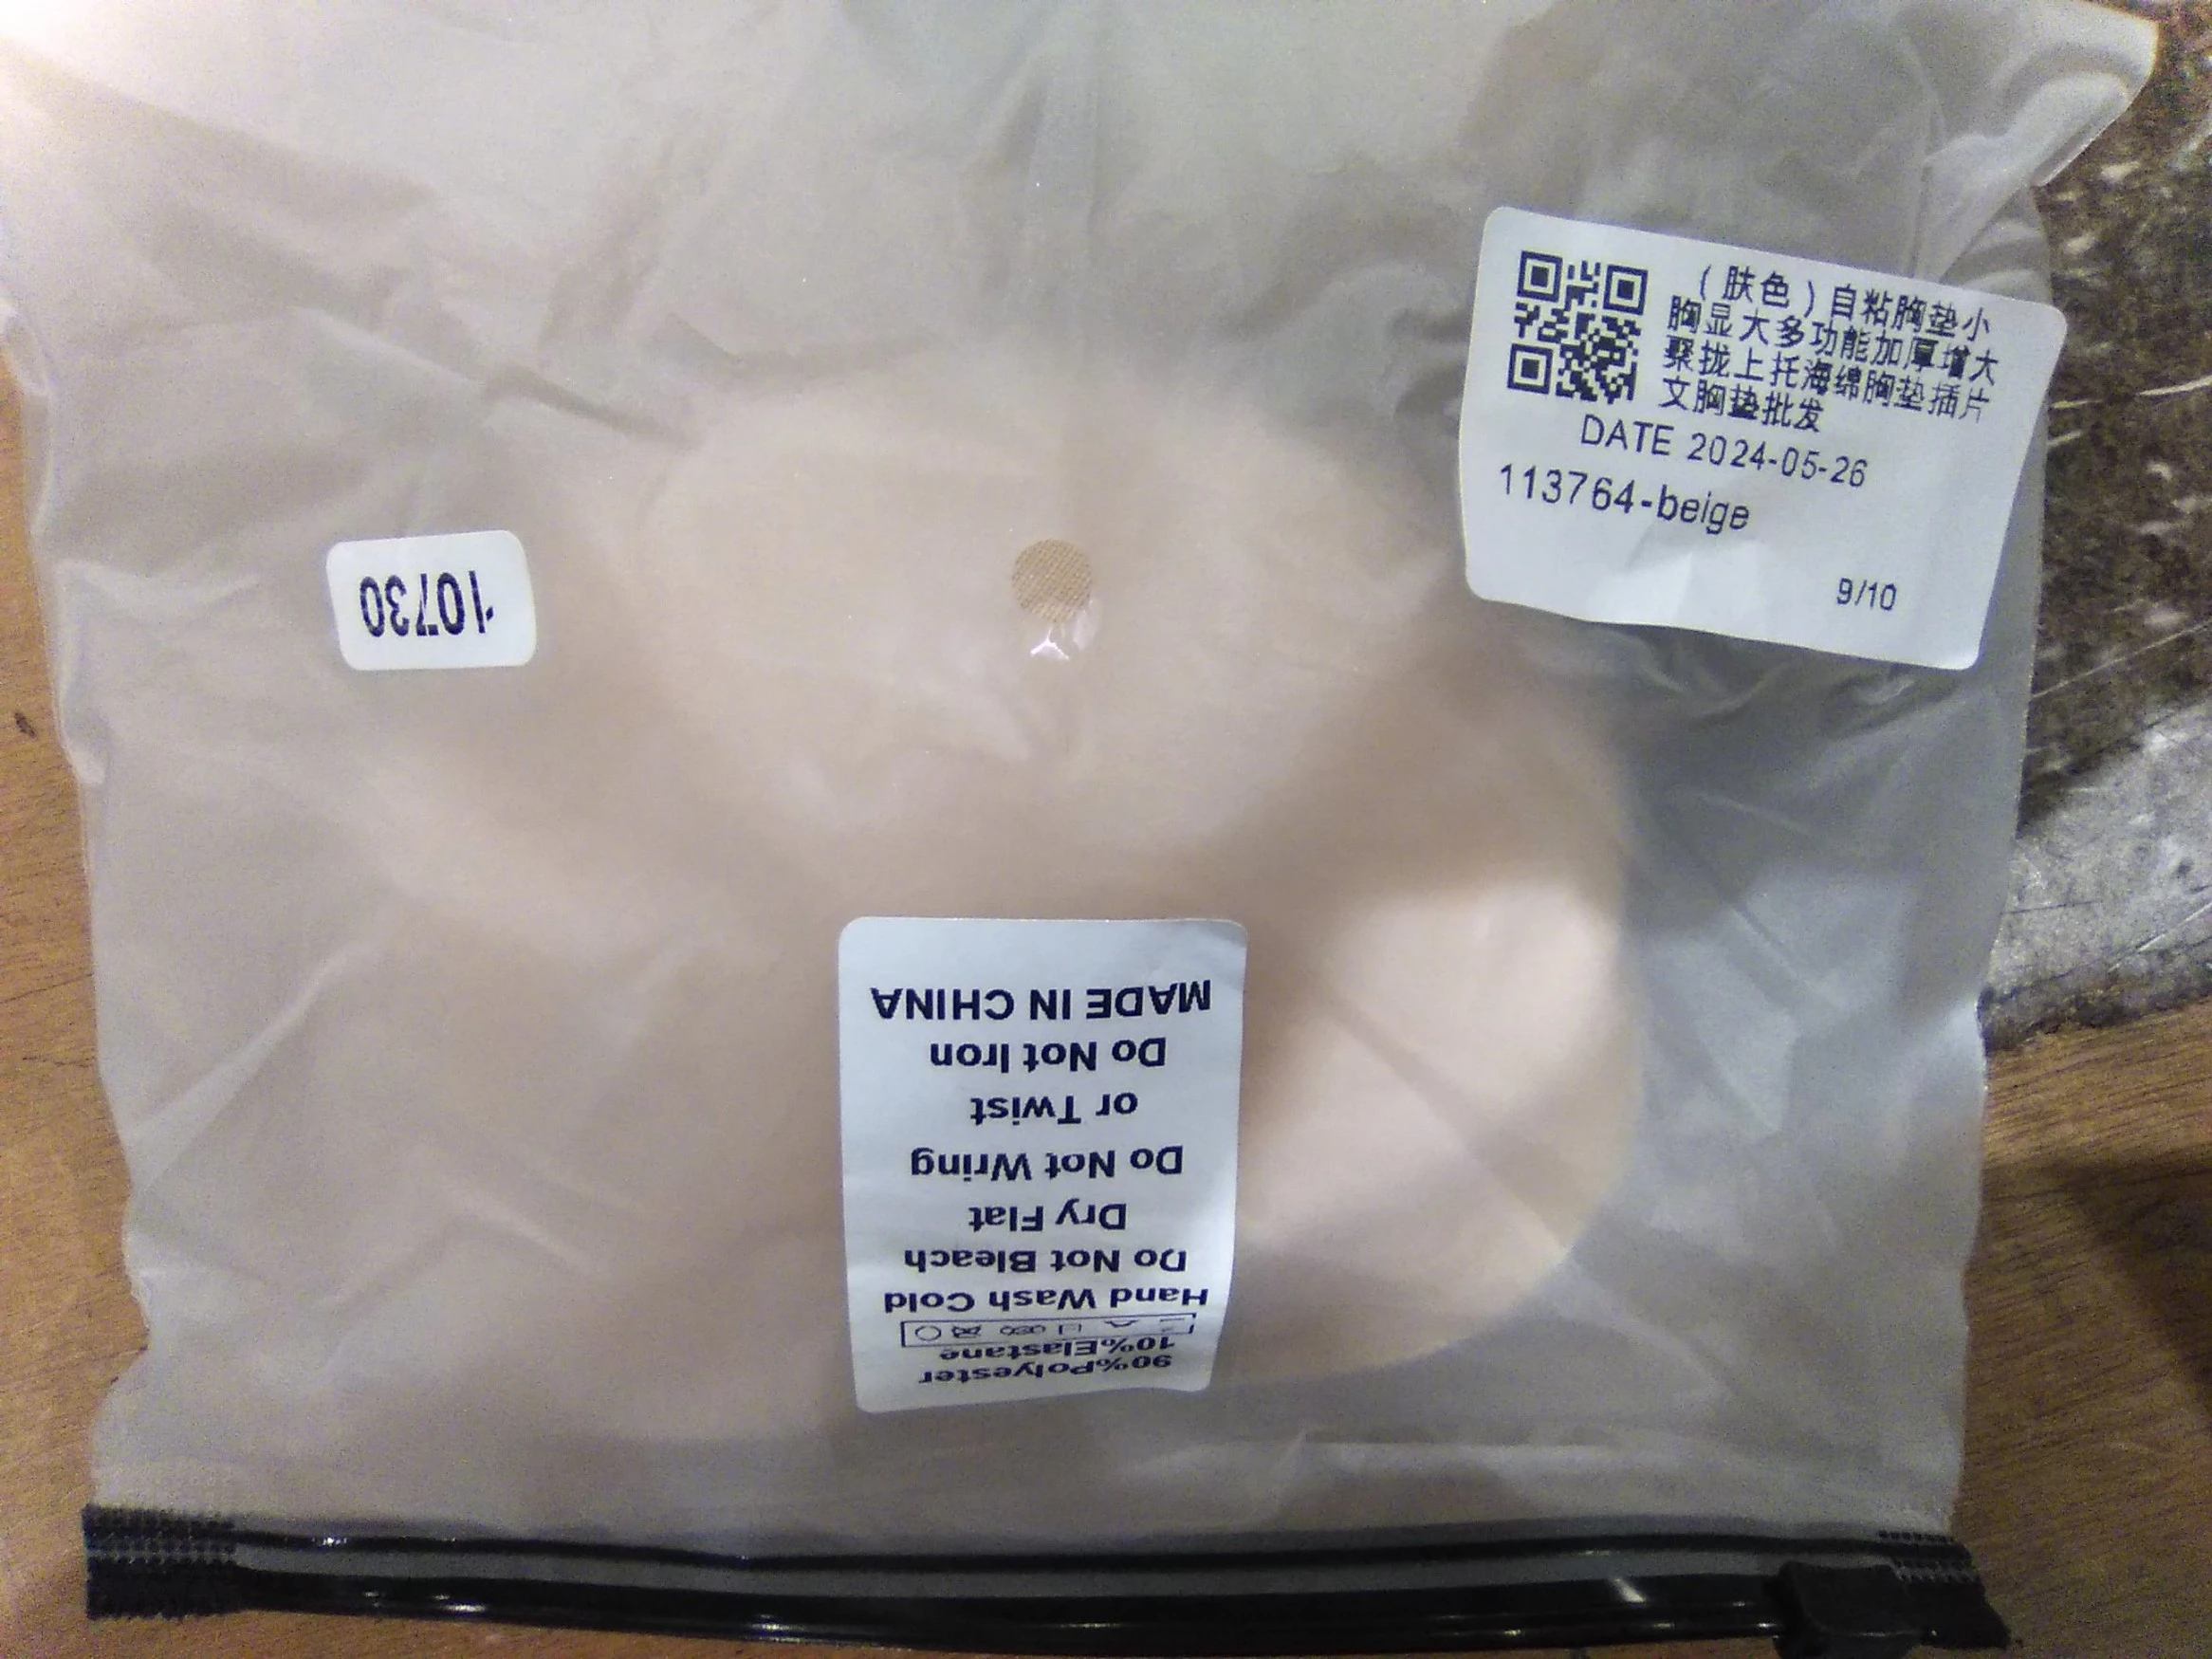 (肤色)自粘胸垫小
胸显大多功能加厚增大
聚拢上托海绵胸垫插片
文胸垫批发
DATE 2024-05-26
113764-beige
9/10
10730
90%Polyester
10%Elastane
Hand Wash Cold
Do Not Bleach
Dry Flat
Do Not Wring
or Twist
Do Not Iron
MADE IN CHINA